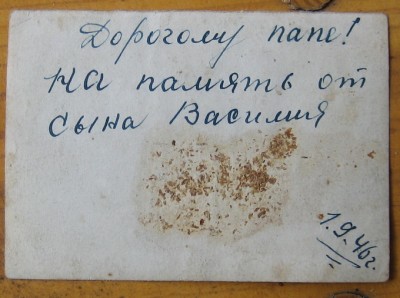 Дорогому папе!
На память от
сына Василия
1.9.46г.